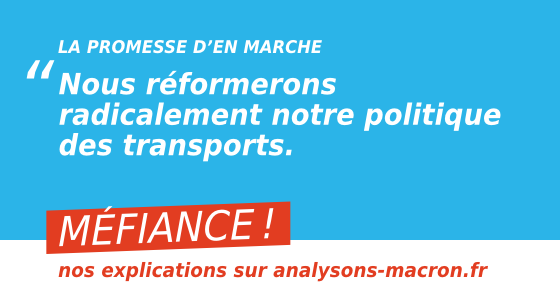 LA PROMESSE D’EN MARCHE
“ Nous réformerons
radicalement notre politique
des transports.
MÉFIANCE !
nos explications sur analysons-macron.fr